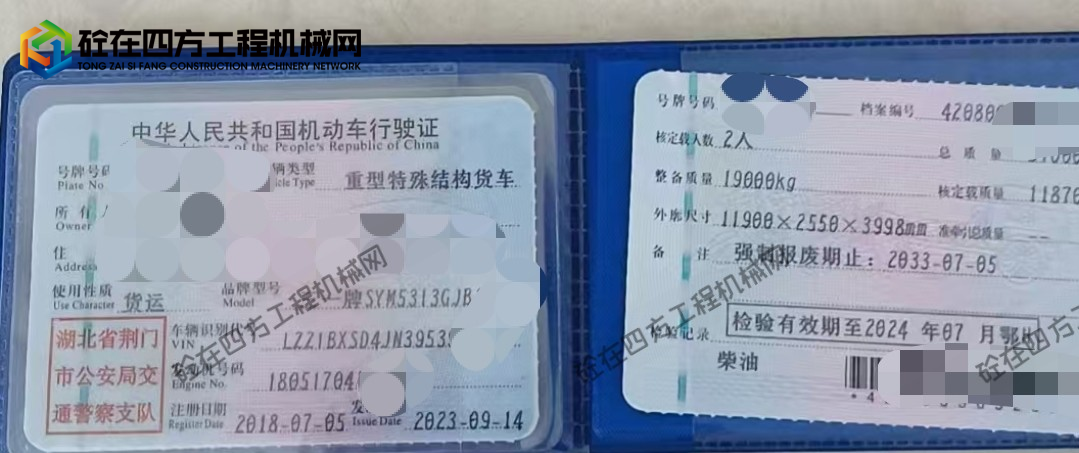 砼在四方工程机械网
TONG ZAI SI FANG CONSTRUCTION MACHINERY NETWORK
中华人民共和国机动车行驶证
of the People's Republic of China
号牌号码
Plate No.
辆类型
cle Type
重型特殊结构货车
所有人
Owner
住
Address
使用性质
Use Character
货运
品牌型号
Model
牌SYM5313GJB
湖北省荆门
市公安局交
通警察支队
车辆识别代
VIN
LZZ1BXSD4JN3953
发动机号码
Engine No.
18051704
注册日期
Register Date
2018-07-05
发
Issue Date
2023-09-14
号牌号码
档案编号
420800
核定载人数
2人
总质量
整备质量
19000kg
核定载质量
11870
外廓尺寸
11900×2550×3998mm
准牵引总质量
--
备注
强制报废期止：2033-07-05
检验记录
检验有效期至2024年07月鄂
柴油
砼在四方工程机械网
砼在四方工程机械网
砼在四方工程机械网